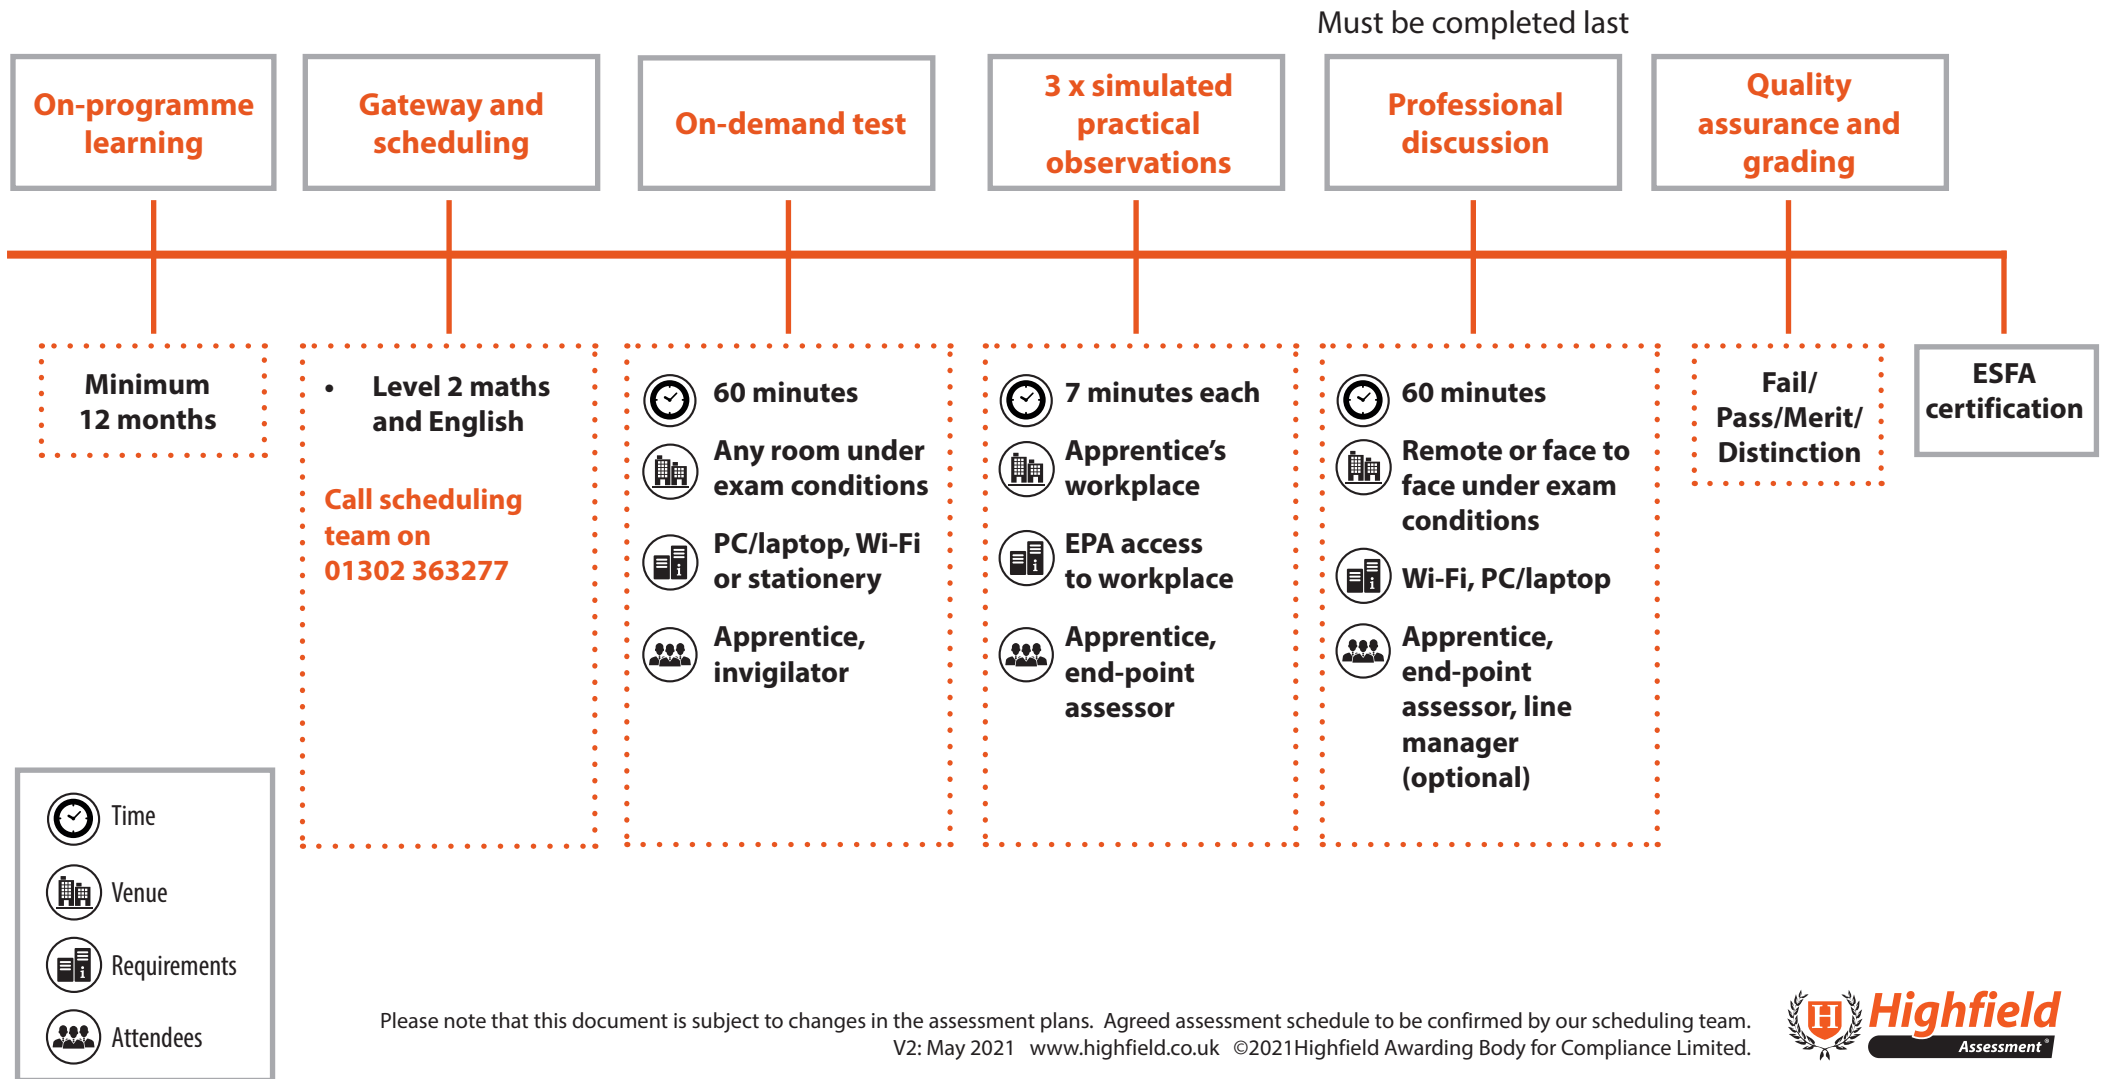 Must be completed last
On-programme
learning
Gateway and
scheduling
On-demand test
3 x simulated
practical
observations
Professional
discussion
Quality
assurance and
grading
Minimum
12 months
• Level 2 maths
and English
Call scheduling
team on
01302 363277
60 minutes
Any room under
exam conditions
PC/laptop, Wi-Fi
or stationery
Apprentice,
invigilator
7 minutes each
Apprentice’s
workplace
EPA access
to workplace
Apprentice,
end-point
assessor
60 minutes
Remote or face to
face under exam
conditions
Wi-Fi, PC/laptop
Apprentice,
end-point
assessor, line
manager
(optional)
Fail/
Pass/Merit/
Distinction
ESFA
certification
Time
Venue
Requirements
Attendees
Please note that this document is subject to changes in the assessment plans. Agreed assessment schedule to be confirmed by our scheduling team.
V2: May 2021 www.highfield.co.uk ©2021Highfield Awarding Body for Compliance Limited.
H
Highfield
Assessment